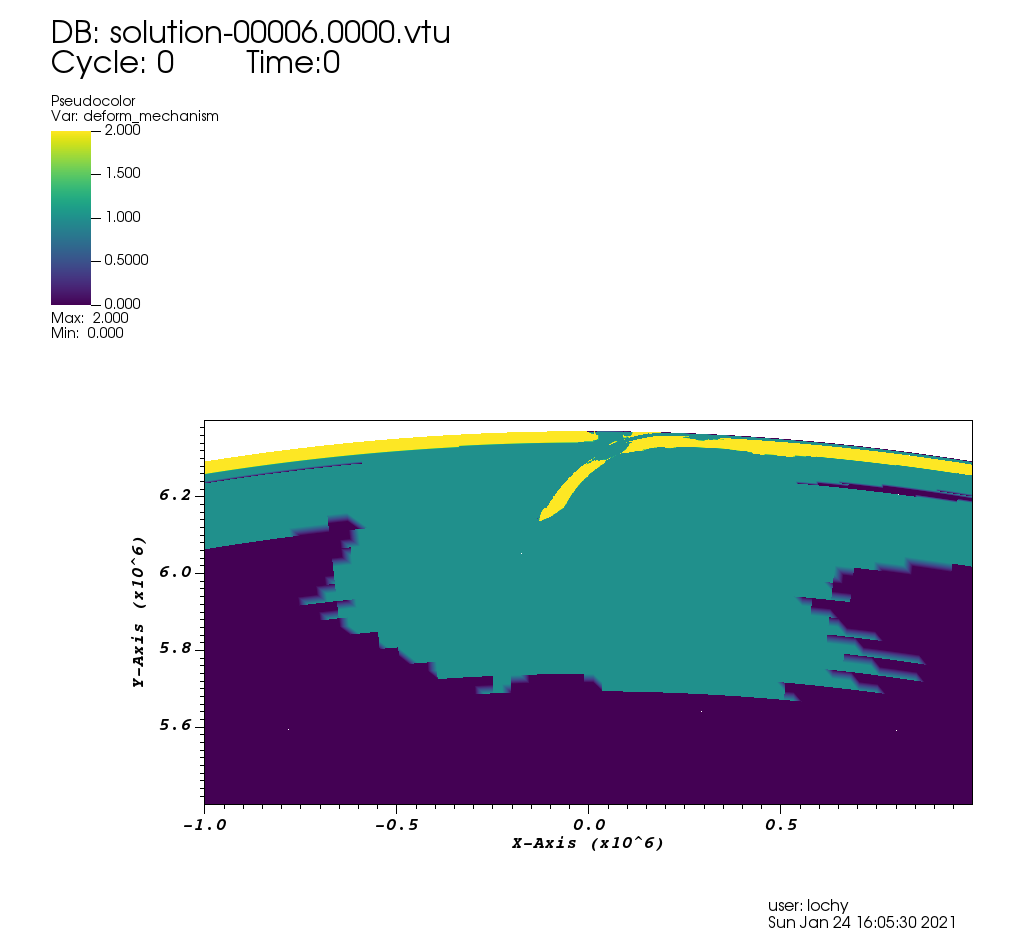 DB: solution-00006.0000.vtu
Cycle: 0 Time:0
Pseudocolor
Var: deform_mechanism
2.000
1.500
1.000
0.5000
0.000
Max: 2.000
Min: 0.000
6.2
6.0
5.8
5.6
Y-Axis (x10^6)
-1.0 -0.5 0.0 0.5
X-Axis (x10^6)
user: lochy
Sun Jan 24 16:05:30 2021